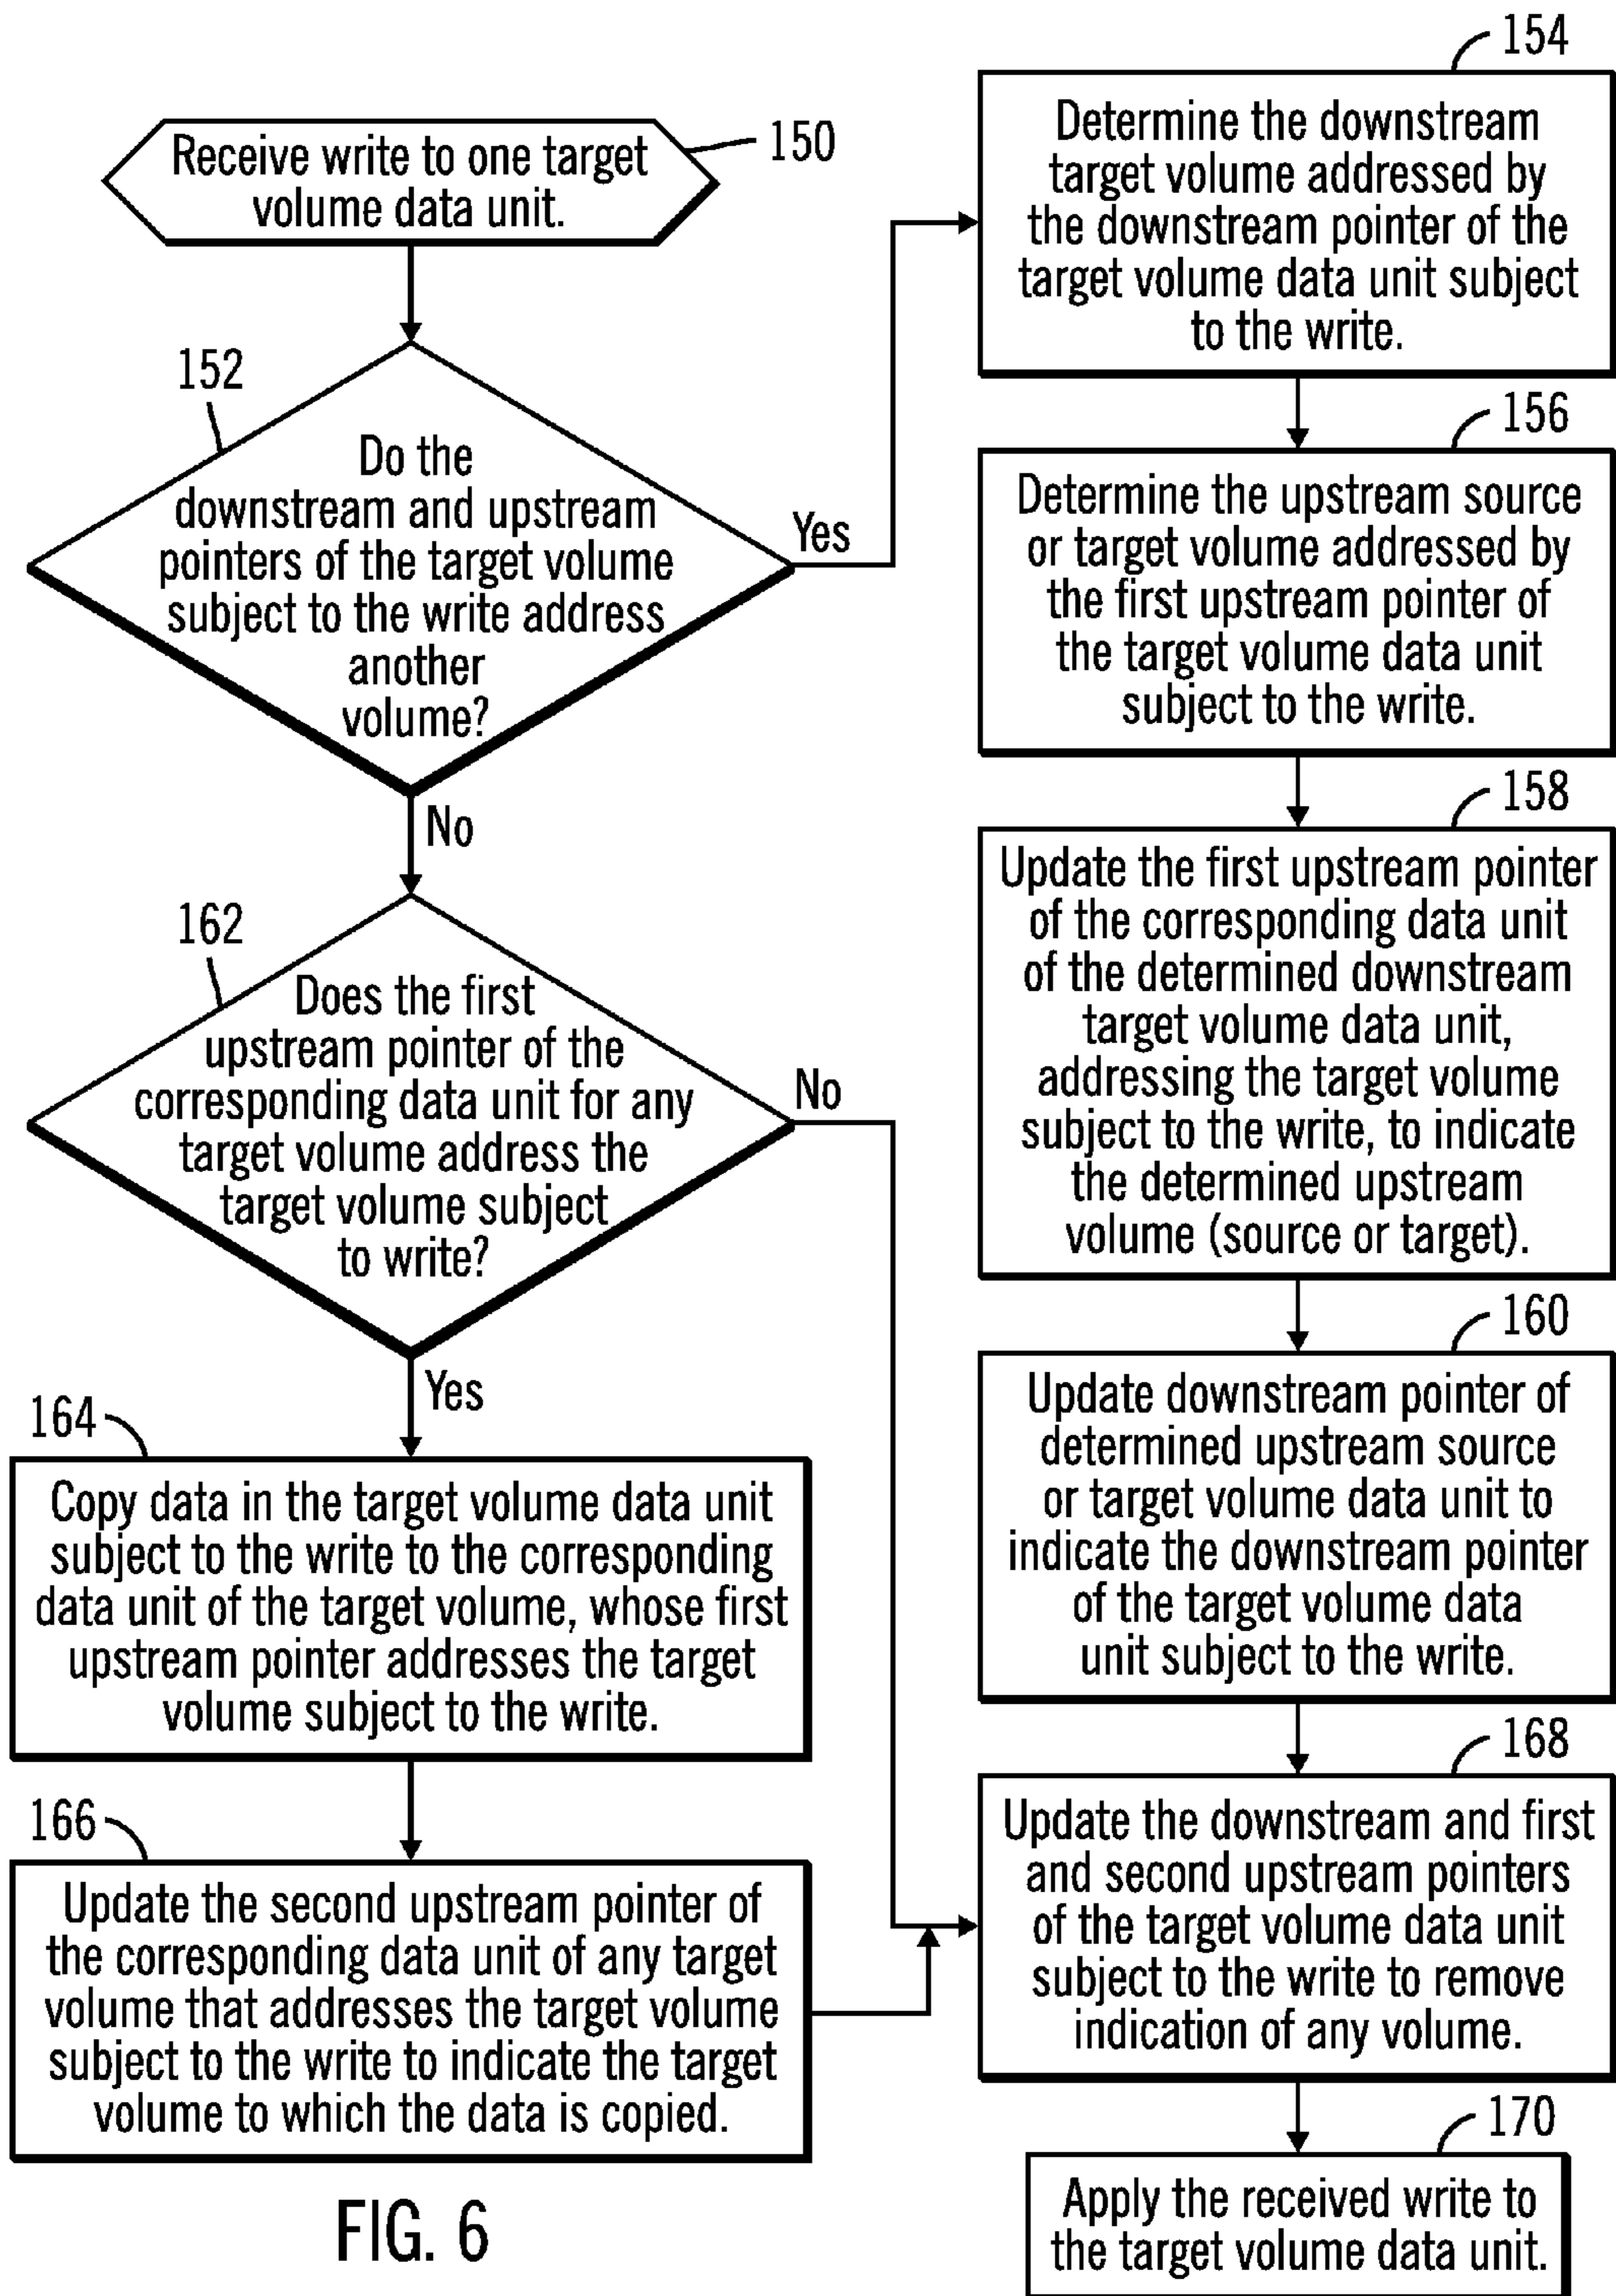 150
Receive write to one target
volume data unit.
152
Do the
downstream and upstream
pointers of the target volume
subject to the write address
another
volume?
Yes
No
154
Determine the downstream
target volume addressed by
the downstream pointer of the
target volume data unit subject
to the write.
156
Determine the upstream source
or target volume addressed by
the first upstream pointer of
the target volume data unit
subject to the write.
158
Update the first upstream pointer
of the corresponding data unit
of the determined downstream
target volume data unit,
addressing the target volume
subject to the write, to indicate
the determined upstream
volume (source or target).
160
Update downstream pointer of
determined upstream source
or target volume data unit to
indicate the downstream pointer
of the target volume data
unit subject to the write.
162
Does the first
upstream pointer of the
corresponding data unit for any
target volume address the
target volume subject
to write?
No
Yes
164
Copy data in the target volume data unit
subject to the write to the corresponding
data unit of the target volume, whose first
upstream pointer addresses the target
volume subject to the write.
166
Update the second upstream pointer of
the corresponding data unit of any target
volume that addresses the target volume
subject to the write to indicate the target
volume to which the data is copied.
168
Update the downstream and first
and second upstream pointers
of the target volume data unit
subject to the write to remove
indication of any volume.
170
Apply the received write to
the target volume data unit.
FIG. 6